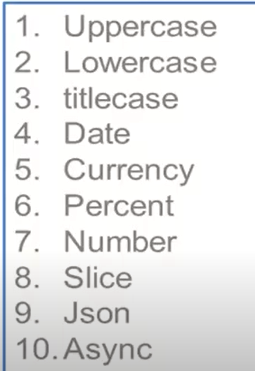 1. Uppercase
2. Lowercase
3. titlecase
4. Date
5. Currency
6. Percent
7. Number
8. Slice
9. Json
10. Async